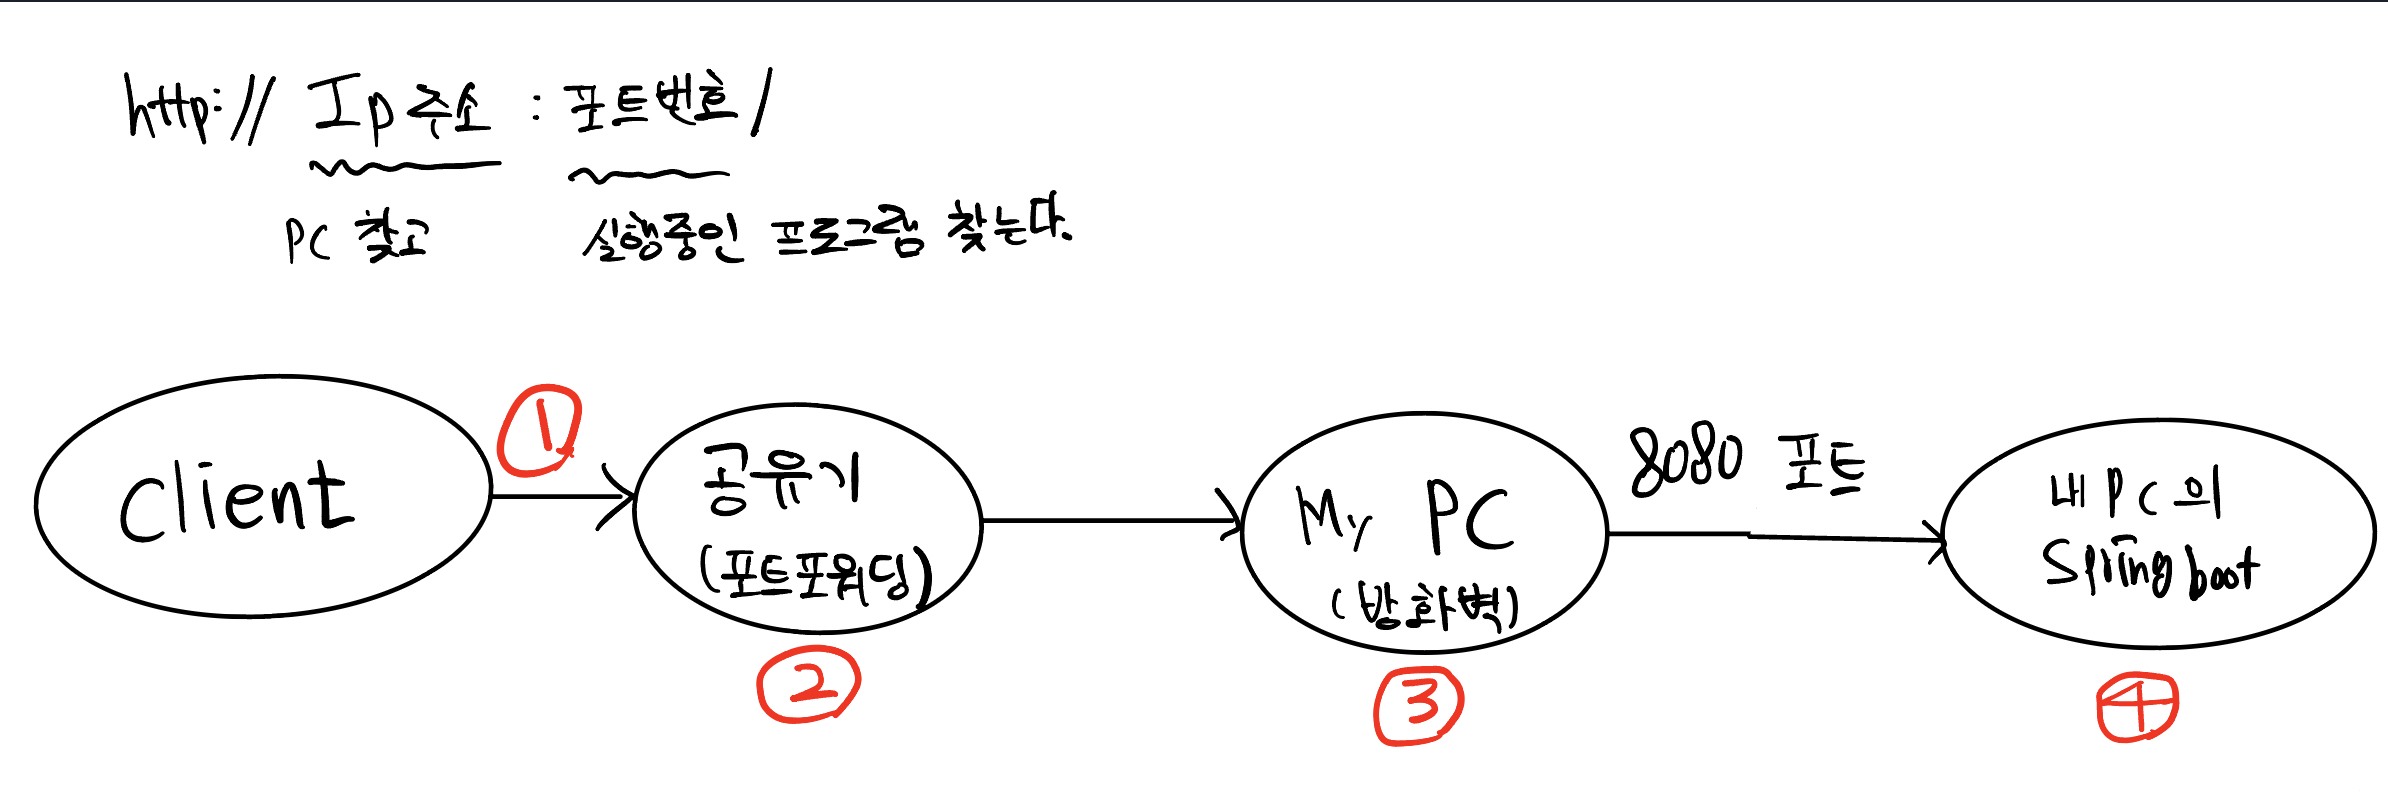 http:// Ip주소 : 포트번호/
PC 찾고 실행중인 프로그램 찾는다.
client
①
공유기
(포트포워딩)
②
My PC
(방화벽)
③
8080 포트
내 PC의
Spring boot
④